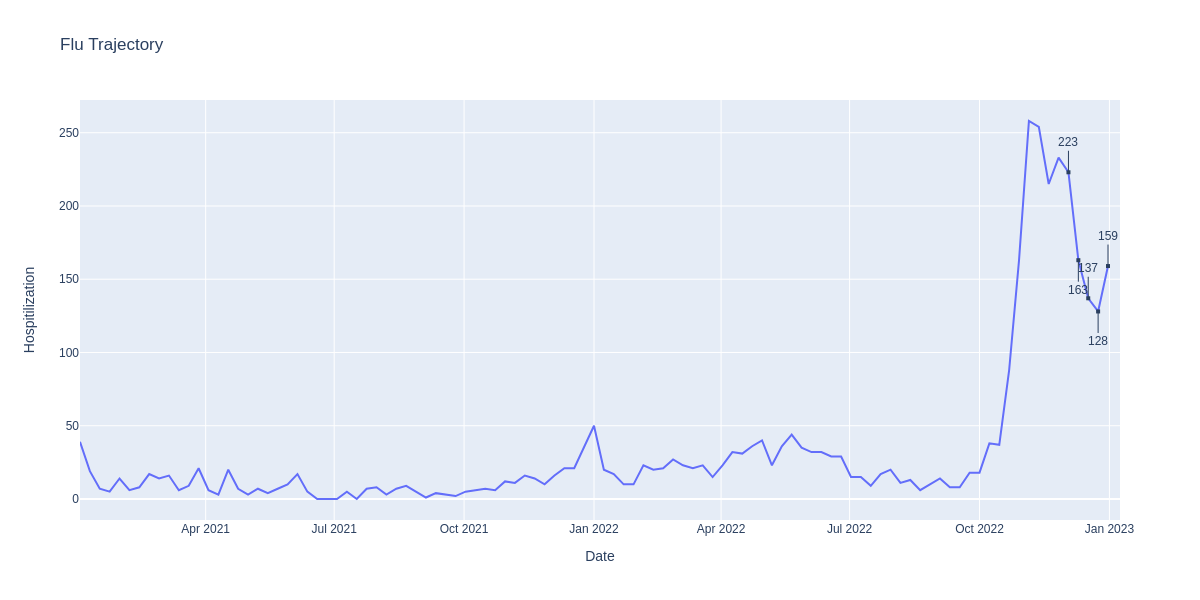 Flu Trajectory
250
200
150
100
50
0
Hospitilization
223
159
137
163
128
Apr 2021
Jul 2021
Oct 2021
Jan 2022
Apr 2022
Jul 2022
Oct 2022
Jan 2023
Date